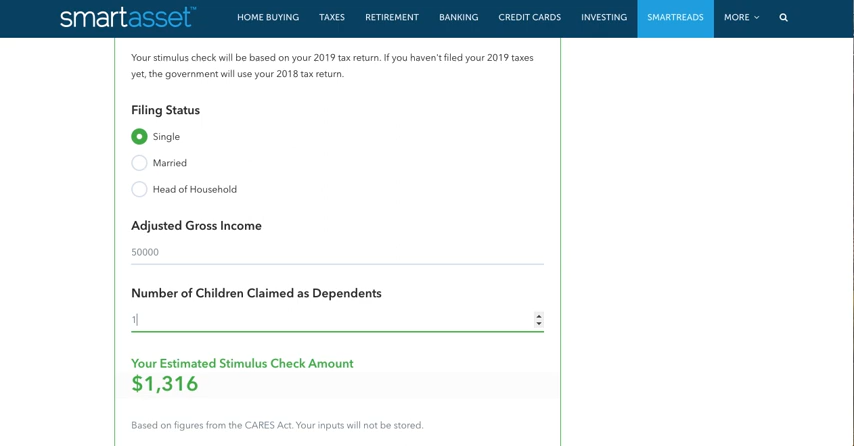 smartasset™ HOME BUYING TAXES RETIREMENT BANKING CREDIT CARDS INVESTING SMARTREADS MORE
Your stimulus check will be based on your 2019 tax return. If you haven't filed your 2019 taxes
yet, the government will use your 2018 tax return.
Filing Status
Single
Married
Head of Household
Adjusted Gross Income
50000
Number of Children Claimed as Dependents
1
Your Estimated Stimulus Check Amount
$1,316
Based on figures from the CARES Act. Your inputs will not be stored.